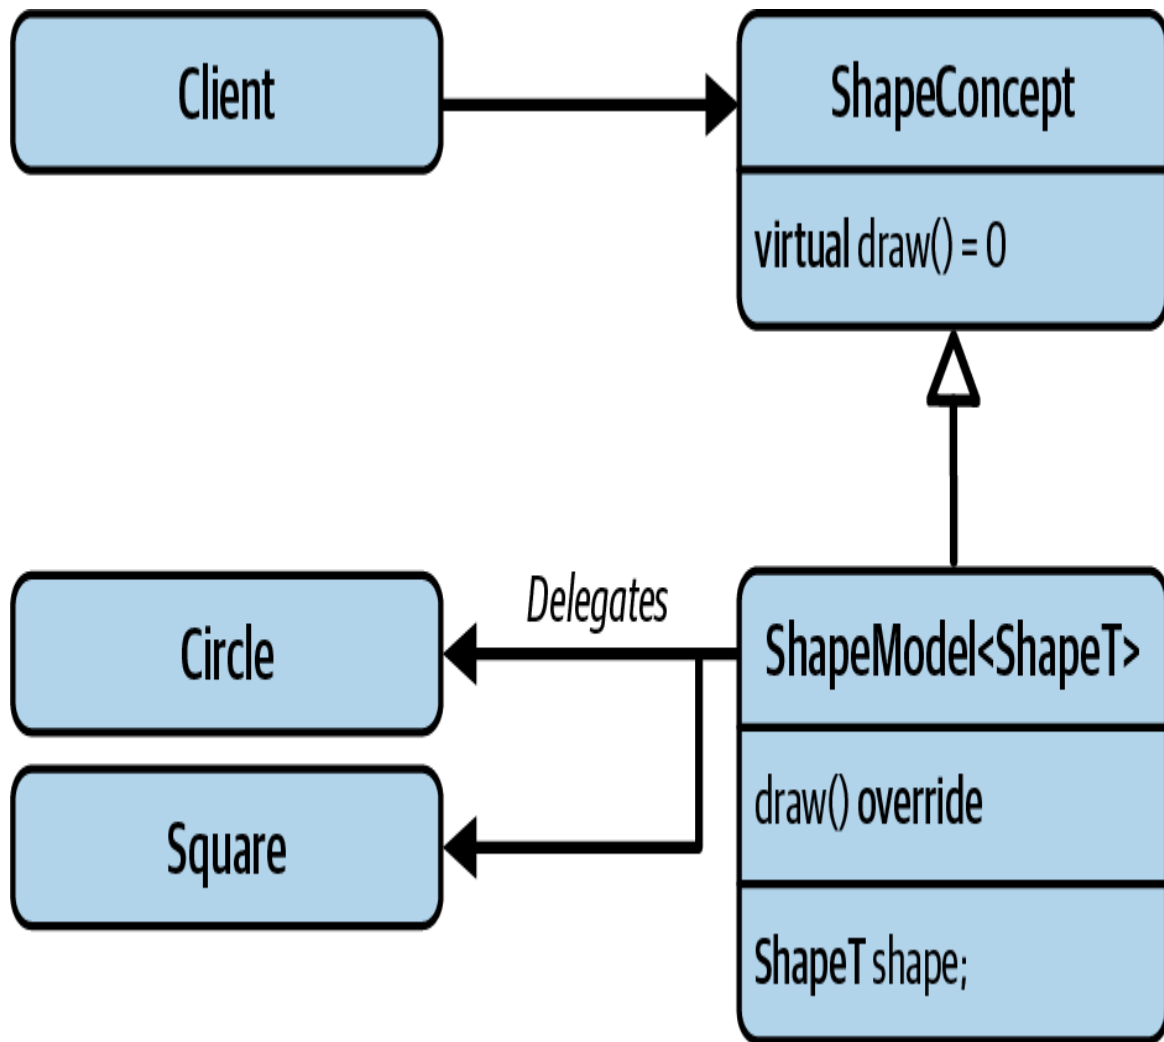 Client
ShapeConcept
virtual draw() = 0
Delegates
Circle
ShapeModel<ShapeT>
draw() override
Square
ShapeT shape;